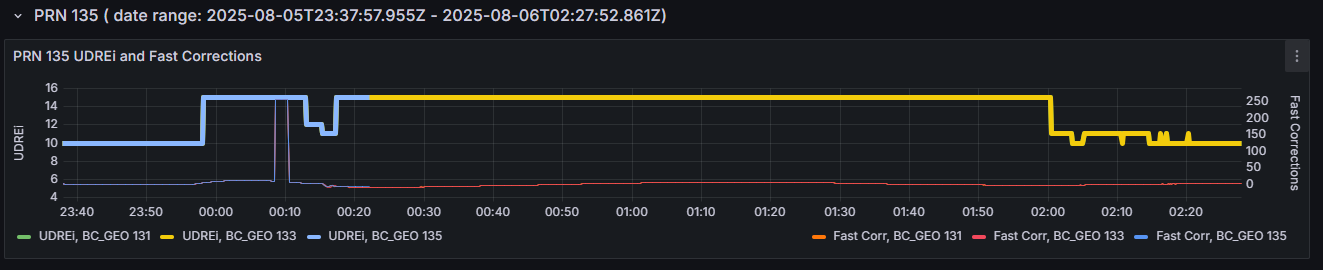 PRN 135 ( date range: 2025-08-05T23:37:57.955Z - 2025-08-06T02:27:52.861Z)
PRN 135 UDREi and Fast Corrections
UDREi
16
14
12
10
8
6
4
250
200
150
100
50
0
Fast Corrections
23:40 23:50 00:00 00:10 00:20 00:30 00:40 00:50 01:00 01:10 01:20 01:30 01:40 01:50 02:00 02:10 02:20
UDREi, BC_GEO 131 UDREi, BC_GEO 133 UDREi, BC_GEO 135 Fast Corr, BC_GEO 131 Fast Corr, BC_GEO 133 Fast Corr, BC_GEO 135